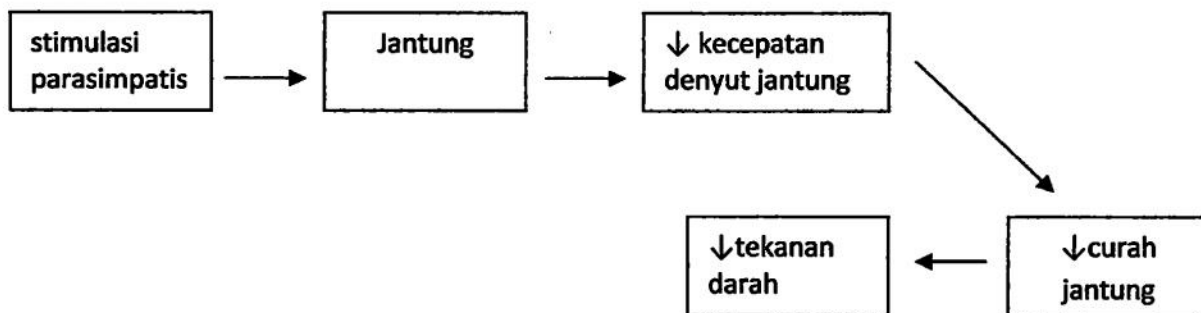 stimulasi
parasimpatis
Jantung
↓ kecepatan
denyut jantung
↓curah
jantung
↓tekanan
darah